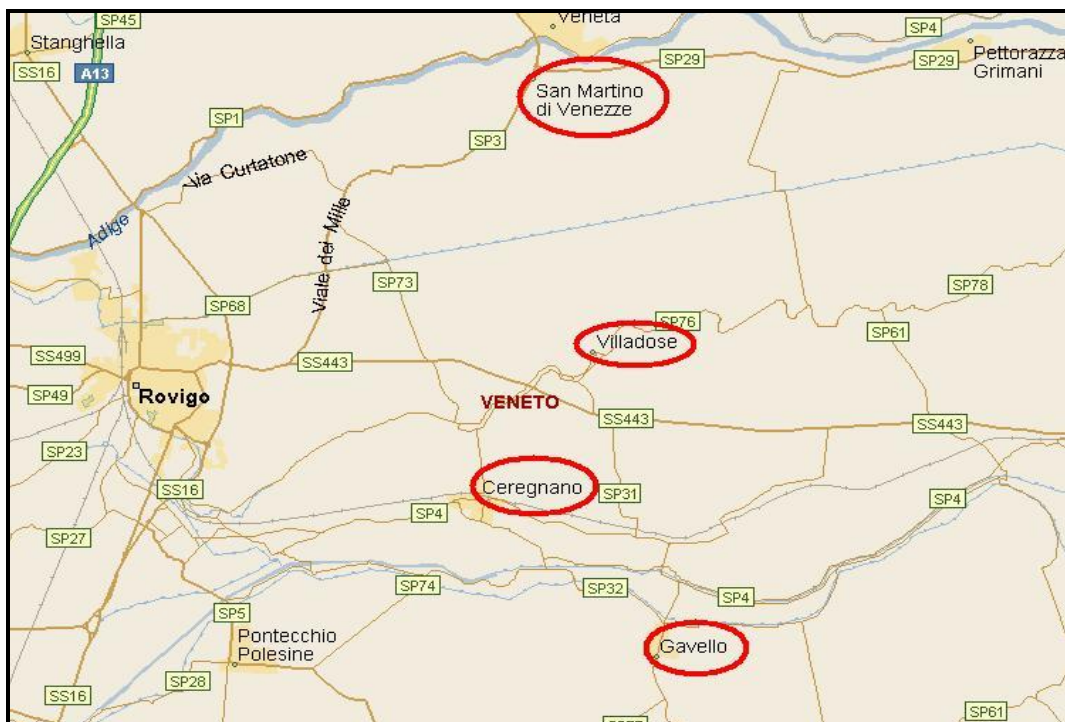 SP45
Veneta
SP4
Stanghella
SS16
A13
SP29
SP29
Pettorazza
Grimani
San Martino
di Venezze
SP1
SP3
Via Curtatone
Adige
Viale dei Mille
SP73
SP78
SP68
SP76
SP61
Villadose
SS499
SS443
SP49
Rovigo
VENETO
SS443
SS443
SP23
SS16
Ceregnano
SP31
SP4
SP4
SP27
SP74
SP32
SP4
SP5
Pontecchio
Polesine
Gavello
SP28
SS16
SP61